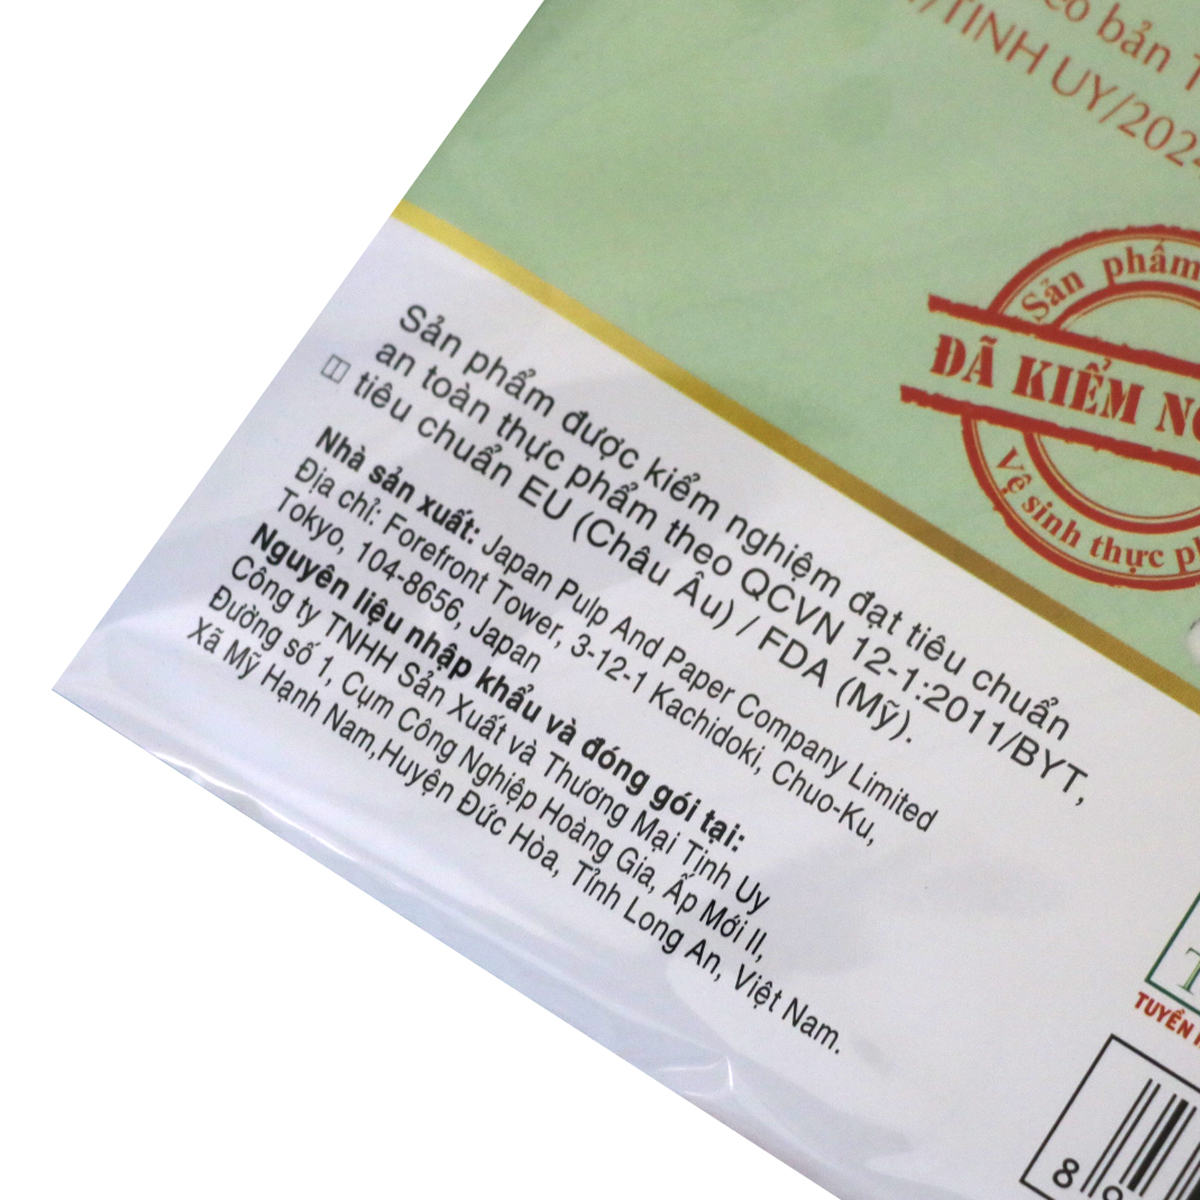 bản
/TINH UY/202
Sản phẩm
ĐÃ KIỂM
Vệ sinh thực
Sản phẩm được kiểm nghiệm đạt tiêu chuẩn
an toàn thực phẩm theo QCVN 12-1:2011/BYT,
tiêu chuẩn EU (Châu Âu) / FDA (Mỹ).
Nhà sản xuất: Japan Pulp And Paper Company Limited
Địa chỉ: Forefront Tower, 3-12-1 Kachidoki, Chuo-Ku,
Tokyo, 104-8656, Japan
Nguyên liệu nhập khẩu và đóng gói tại:
Công ty TNHH Sản Xuất và Thương Mại Tịnh Uy
Đường số 1, Cụm Công Nghiệp Hoàng Gia, Ấp Mới II,
Xã Mỹ Hạnh Nam,Huyện Đức Hòa, Tỉnh Long An, Việt Nam.
TUYỂN
8